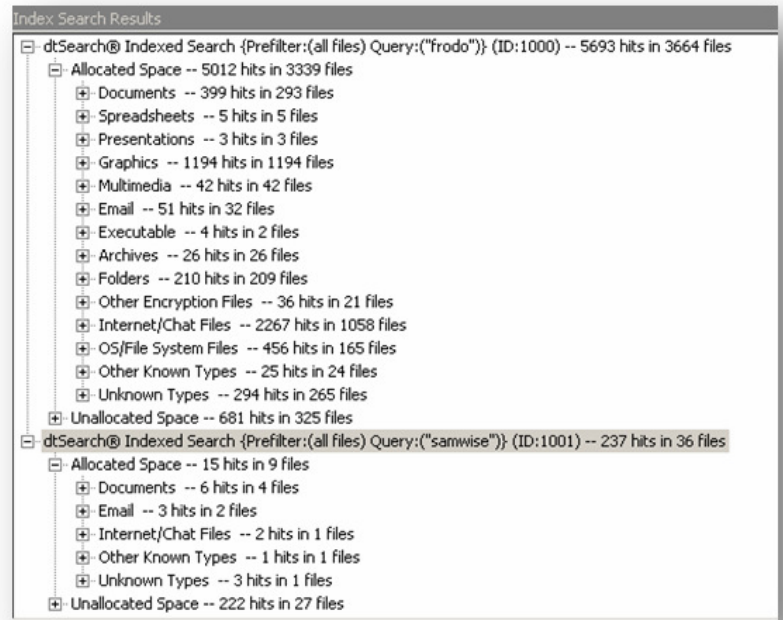 Index Search Results
dtSearch® Indexed Search {Prefilter:(all files) Query:("frodo")} (ID:1000) -- 5693 hits in 3664 files
Allocated Space -- 5012 hits in 3339 files
Documents -- 399 hits in 293 files
Spreadsheets -- 5 hits in 5 files
Presentations -- 3 hits in 3 files
Graphics -- 1194 hits in 1194 files
Multimedia -- 42 hits in 42 files
Email -- 51 hits in 32 files
Executable -- 4 hits in 2 files
Archives -- 26 hits in 26 files
Folders -- 210 hits in 209 files
Other Encryption Files -- 36 hits in 21 files
Internet/Chat Files -- 2267 hits in 1058 files
OS/File System Files -- 456 hits in 165 files
Other Known Types -- 25 hits in 24 files
Unknown Types -- 294 hits in 265 files
Unallocated Space -- 681 hits in 325 files
dtSearch® Indexed Search {Prefilter:(all files) Query:("samwise")} (ID:1001) -- 237 hits in 36 files
Allocated Space -- 15 hits in 9 files
Documents -- 6 hits in 4 files
Email -- 3 hits in 2 files
Internet/Chat Files -- 2 hits in 1 files
Other Known Types -- 1 hits in 1 files
Unknown Types -- 3 hits in 1 files
Unallocated Space -- 222 hits in 27 files